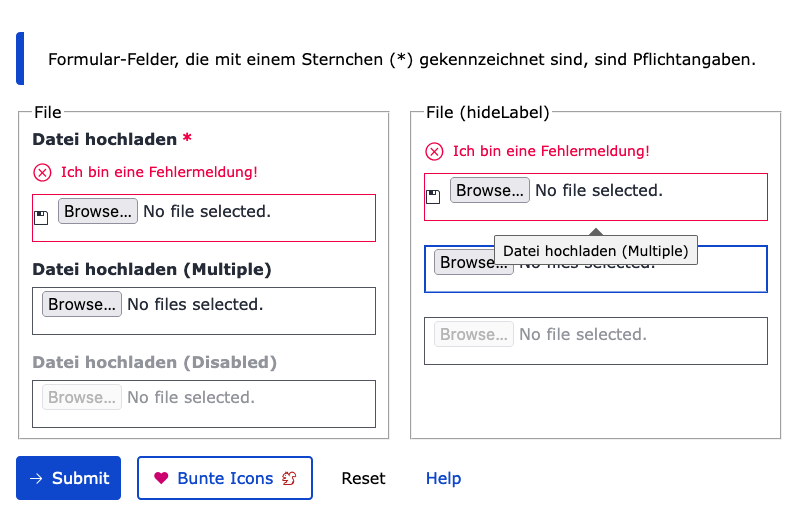 Formular-Felder, die mit einem Sternchen (*) gekennzeichnet sind, sind Pflichtangaben.
File
Datei hochladen *
Ich bin eine Fehlermeldung!
Browse... No file selected.
Datei hochladen (Multiple)
Browse... No files selected.
Datei hochladen (Disabled)
Browse... No file selected.
File (hideLabel)
Ich bin eine Fehlermeldung!
Browse... No file selected.
Datei hochladen (Multiple)
Browse... No files selected.
Browse... No file selected.
Submit
Bunte Icons
Reset
Help